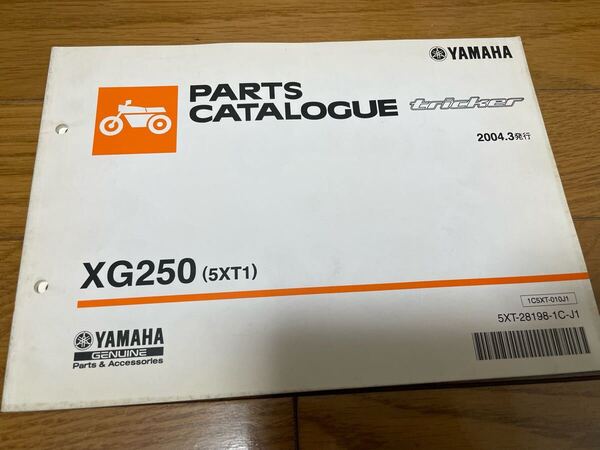 YAMAHA
PARTS
CATALOGUE
tricker
2004.3発行
XG250 (5XT1)
1C5XT-010J1
5XT-28198-1C-J1
YAMAHA
GENUINE
Parts & Accessories